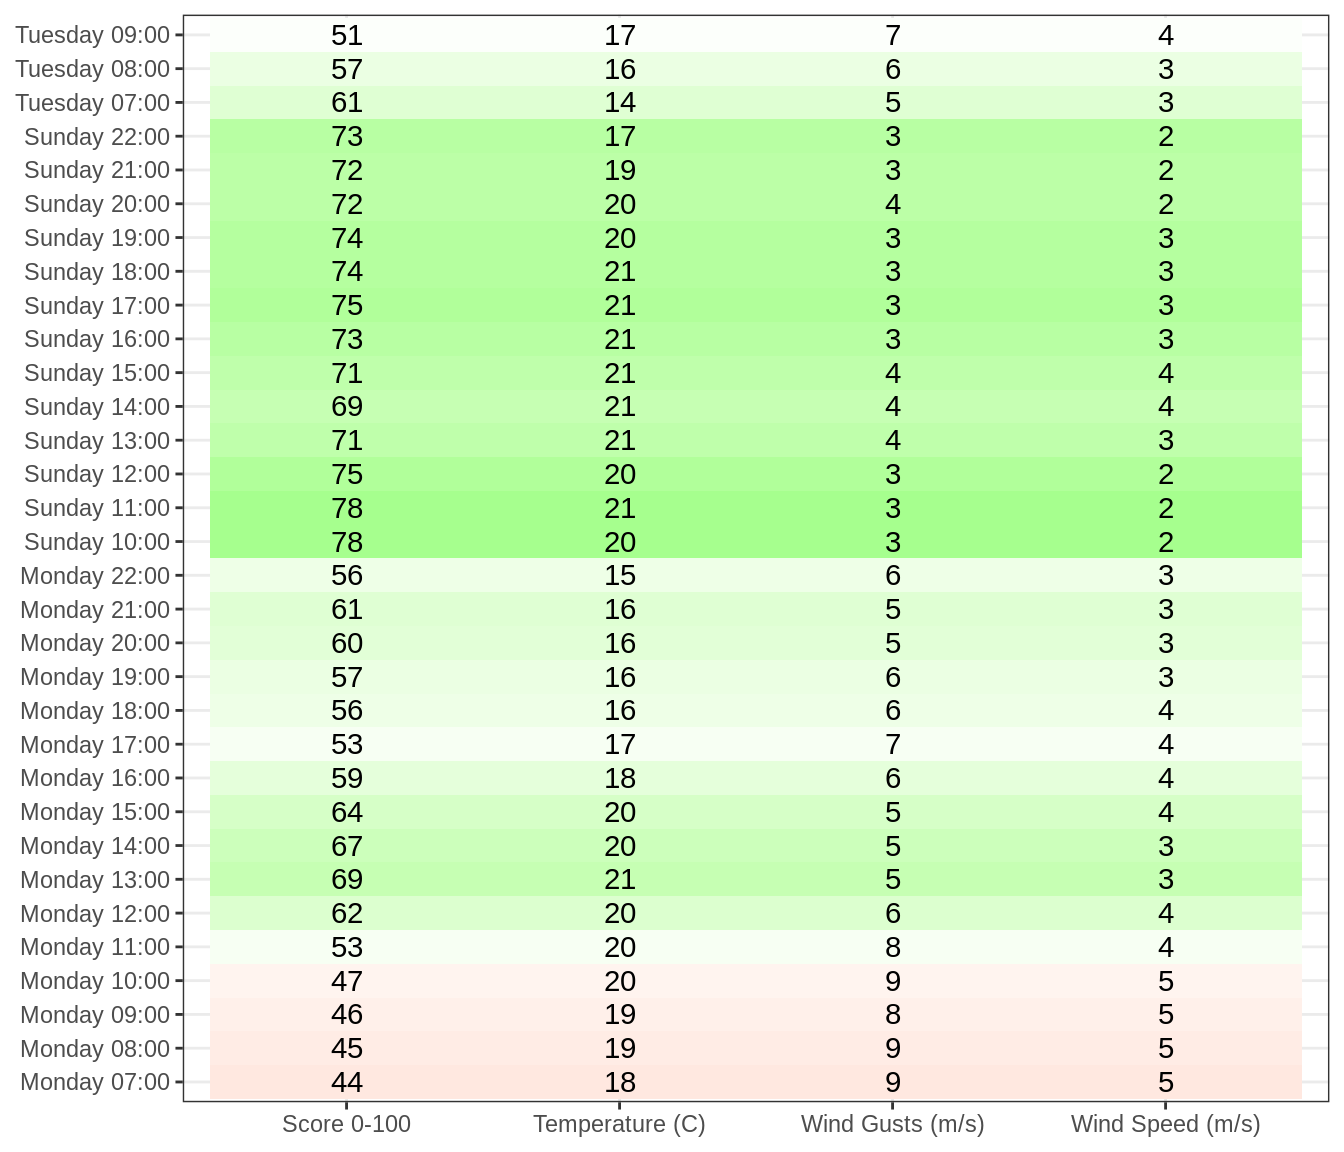 Tuesday 09:00 51 17 7 4
Tuesday 08:00 57 16 6 3
Tuesday 07:00 61 14 5 3
Sunday 22:00 73 17 3 2
Sunday 21:00 72 19 3 2
Sunday 20:00 72 20 4 2
Sunday 19:00 74 20 3 3
Sunday 18:00 74 21 3 3
Sunday 17:00 75 21 3 3
Sunday 16:00 73 21 3 3
Sunday 15:00 71 21 4 4
Sunday 14:00 69 21 4 4
Sunday 13:00 71 21 4 3
Sunday 12:00 75 20 3 2
Sunday 11:00 78 21 3 2
Sunday 10:00 78 20 3 2
Monday 22:00 56 15 6 3
Monday 21:00 61 16 5 3
Monday 20:00 60 16 5 3
Monday 19:00 57 16 6 3
Monday 18:00 56 16 6 4
Monday 17:00 53 17 7 4
Monday 16:00 59 18 6 4
Monday 15:00 64 20 5 4
Monday 14:00 67 20 5 3
Monday 13:00 69 21 5 3
Monday 12:00 62 20 6 4
Monday 11:00 53 20 8 4
Monday 10:00 47 20 9 5
Monday 09:00 46 19 8 5
Monday 08:00 45 19 9 5
Monday 07:00 44 18 9 5
Score 0-100 Temperature (C) Wind Gusts (m/s) Wind Speed (m/s)